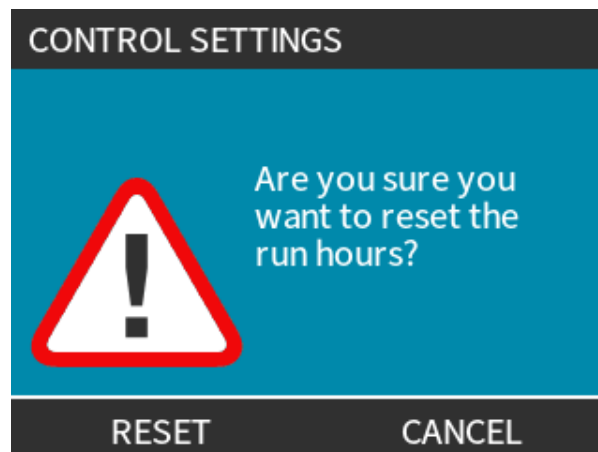 CONTROL SETTINGS
Are you sure you
want to reset the
run hours?
!
RESET CANCEL